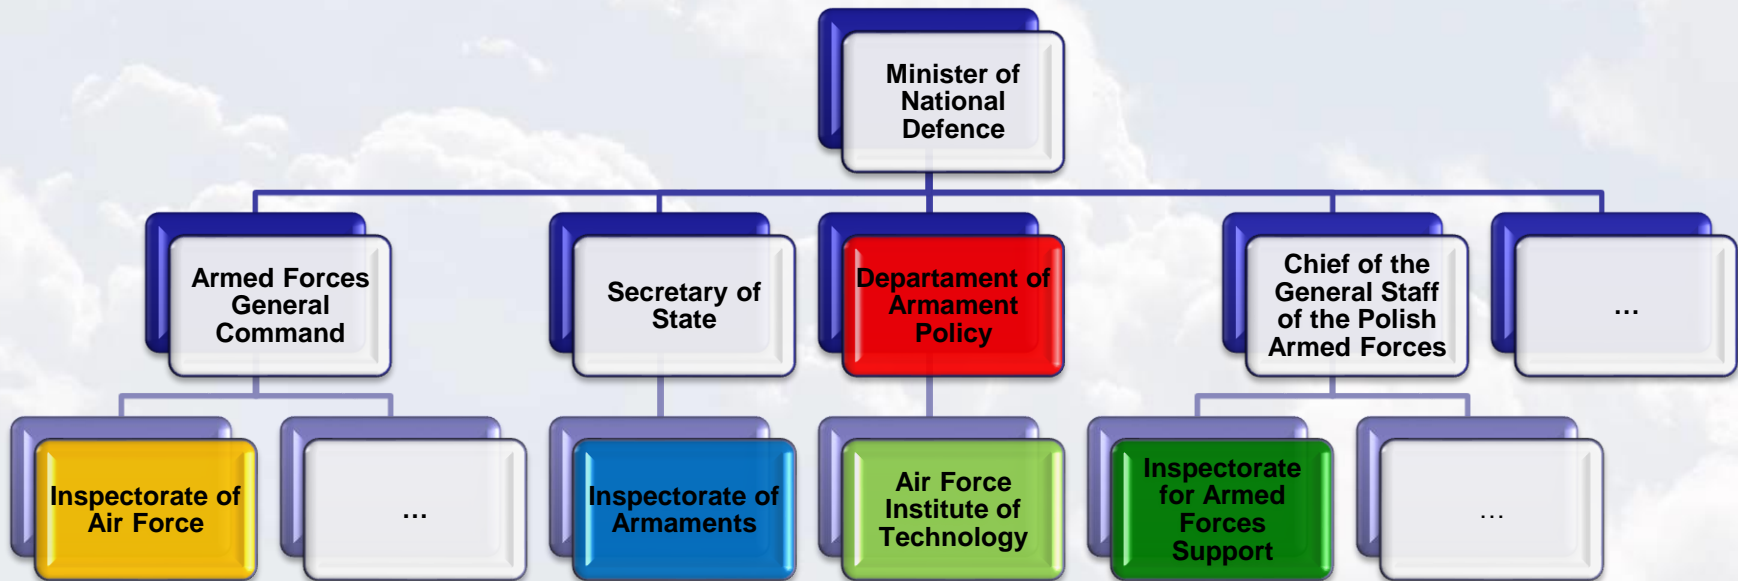 Minister of
National
Defence
Armed Forces
General
Command
Secretary of
State
Departament of
Armament
Policy
Chief of the
General Staff
of the Polish
Armed Forces
...
Inspectorate of
Air Force
...
Inspectorate of
Armaments
Air Force
Institute of
Technology
Inspectorate
for Armed
Forces
Support
...